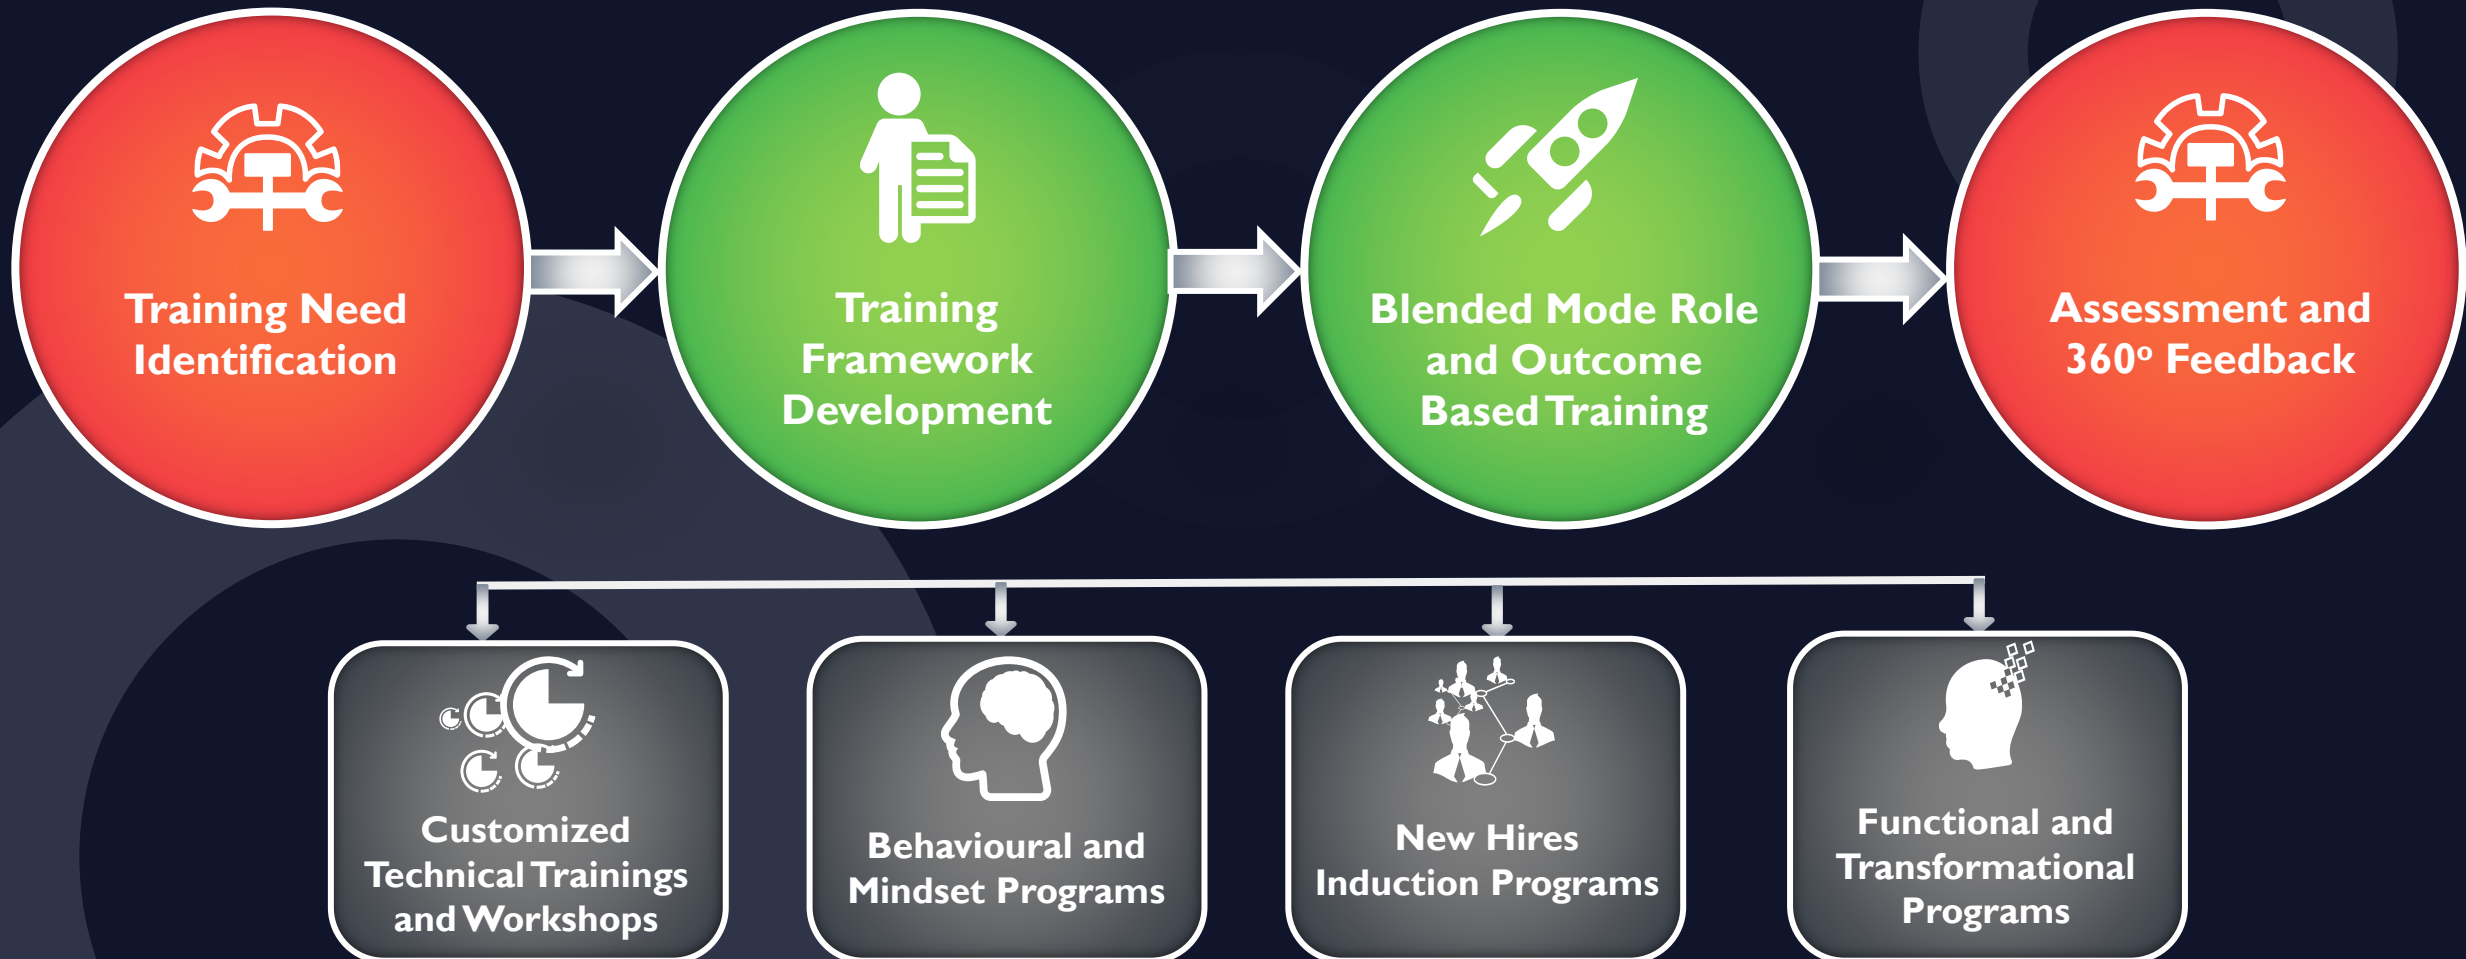 Training Need
Identification
Training
Framework
Development
Blended Mode Role
and Outcome
Based Training
Assessment and
360º Feedback
Customized
Technical Trainings
and Workshops
Behavioural and
Mindset Programs
New Hires
Induction Programs
Functional and
Transformational
Programs